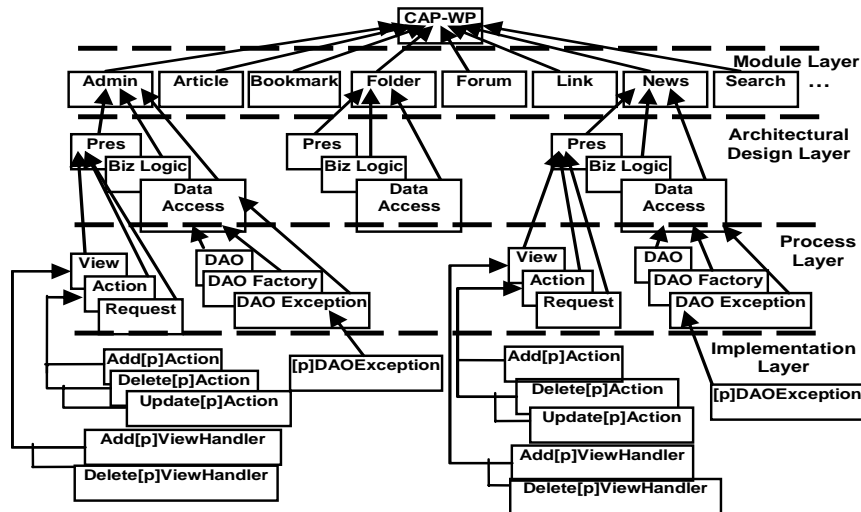 CAP-WP
Module Layer
Admin
Article
Bookmark
Folder
Forum
Link
News
Search
...
Architectural
Design Layer
Pres
Biz Logic
Data
Access
Pres
Biz Logic
Data
Access
Pres
Biz Logic
Data
Access
Process
Layer
View
Action
Request
DAO
DAO Factory
DAO Exception
View
Action
Request
DAO
DAO Factory
DAO Exception
Implementation
Layer
Add[p]Action
Delete[p]Action
Update[p]Action
Add[p]ViewHandler
Delete[p]ViewHandler
[p]DAOException
Add[p]Action
Delete[p]Action
Update[p]Action
Add[p]ViewHandler
Delete[p]ViewHandler
[p]DAOException